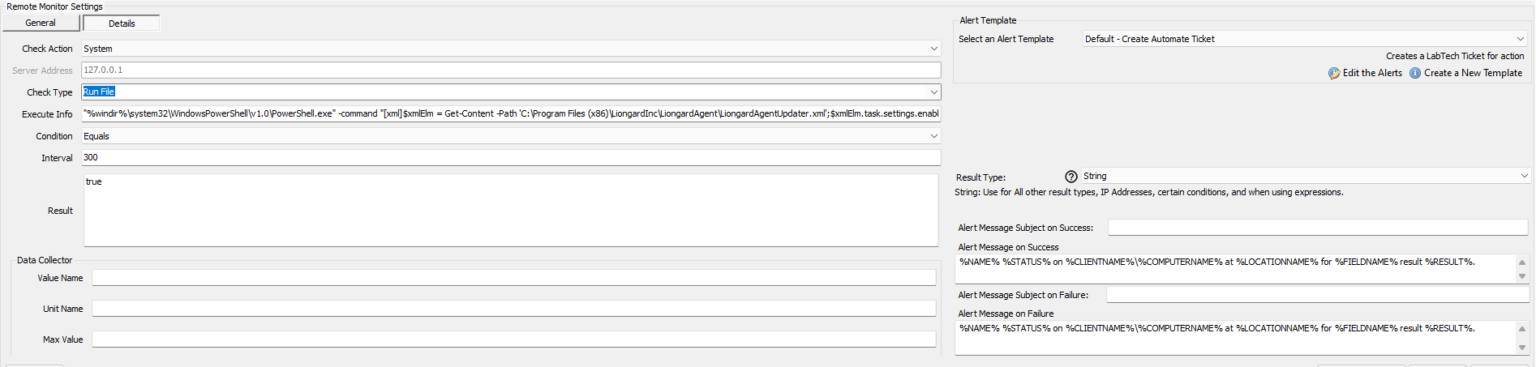 Remote Monitor Settings
General
Details
Check Action System
Server Address 127.0.0.1
Check Type Run File
Execute Info "%windir%\system32\WindowsPowerShell\v1.0\PowerShell.exe" -command "[xml]$xmlElm = Get-Content -Path 'C:\Program Files (x86)\LiongardInc\LiongardAgent\LiongardAgentUpdater.xml';$xmlElm.task.settings.enabl
Condition Equals
Interval 300
Result true
Data Collector
Value Name
Unit Name
Max Value
Alert Template
Select an Alert Template Default - Create Automate Ticket
Creates a LabTech Ticket for action
Edit the Alerts Create a New Template
Result Type: String
String: Use for All other result types, IP Addresses, certain conditions, and when using expressions.
Alert Message Subject on Success:
Alert Message on Success
%NAME% %STATUS% on %CLIENTNAME%\%COMPUTERNAME% at %LOCATIONNAME% for %FIELDNAME% result %RESULT%.
Alert Message Subject on Failure:
Alert Message on Failure
%NAME% %STATUS% on %CLIENTNAME%\%COMPUTERNAME% at %LOCATIONNAME% for %FIELDNAME% result %RESULT%.